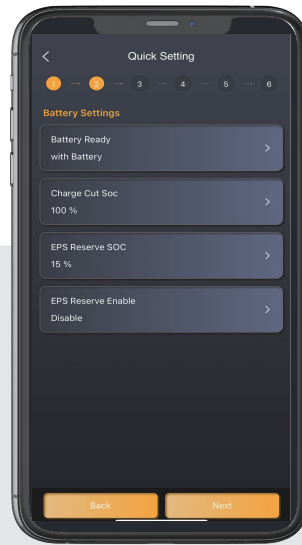 Quick Setting
1 → 2 → 3 → 4 → 5 → 6
Battery Settings
Battery Ready
with Battery
Charge Cut Soc
100 %
EPS Reserve SOC
15 %
EPS Reserve Enable
Disable
Back Next